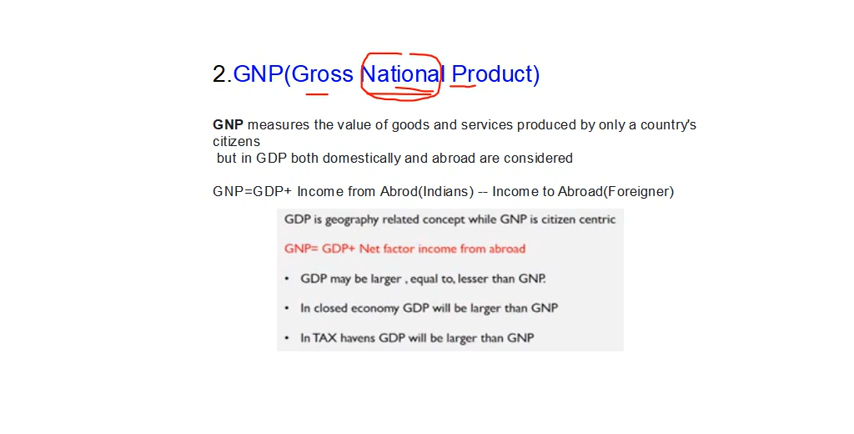 2.GNP(Gross National Product)
GNP measures the value of goods and services produced by only a country's
citizens
but in GDP both domestically and abroad are considered
GNP=GDP+ Income from Abrod(Indians) -- Income to Abroad(Foreigner)
GDP is geography related concept while GNP is citizen centric
GNP= GDP+ Net factor income from abroad
• GDP may be larger , equal to, lesser than GNP.
• In closed economy GDP will be larger than GNP
• In TAX havens GDP will be larger than GNP